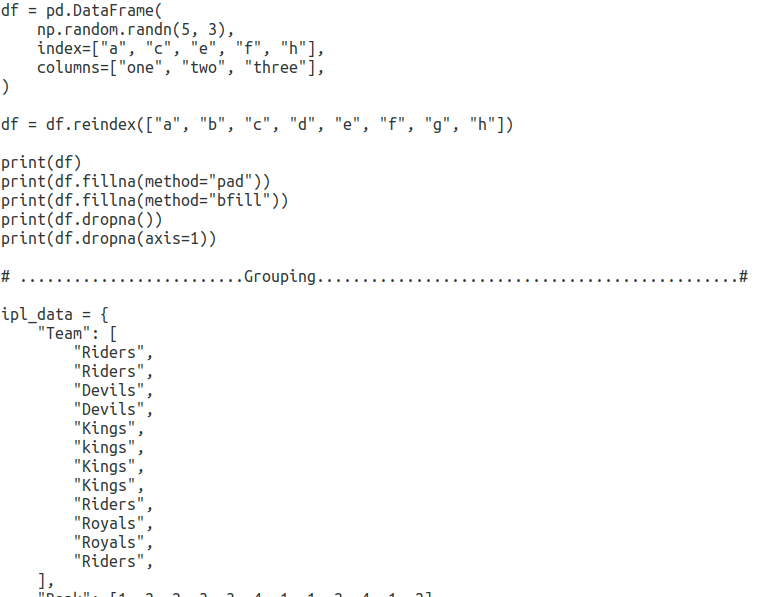 df = pd.DataFrame(
    np.random.randn(5, 3),
    index=["a", "c", "e", "f", "h"],
    columns=["one", "two", "three"],
)

df = df.reindex(["a", "b", "c", "d", "e", "f", "g", "h"])

print(df)
print(df.fillna(method="pad"))
print(df.fillna(method="bfill"))
print(df.dropna())
print(df.dropna(axis=1))

# .........................Grouping...............................................#

ipl_data = {
    "Team": [
        "Riders",
        "Riders",
        "Devils",
        "Devils",
        "Kings",
        "kings",
        "Kings",
        "Kings",
        "Riders",
        "Royals",
        "Royals",
        "Riders",
    ],